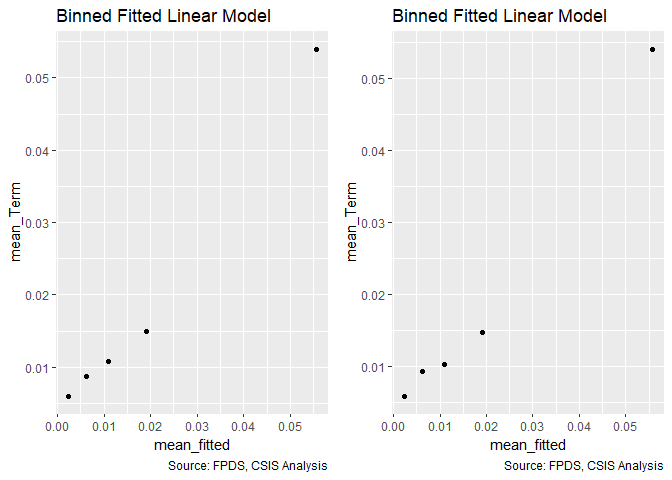 Binned Fitted Linear Model
0.05
0.04
0.03
0.02
0.01
mean_Term
0.00 0.01 0.02 0.03 0.04 0.05
mean_fitted
Source: FPDS, CSIS Analysis
Binned Fitted Linear Model
0.05
0.04
0.03
0.02
0.01
mean_Term
0.00 0.01 0.02 0.03 0.04 0.05
mean_fitted
Source: FPDS, CSIS Analysis